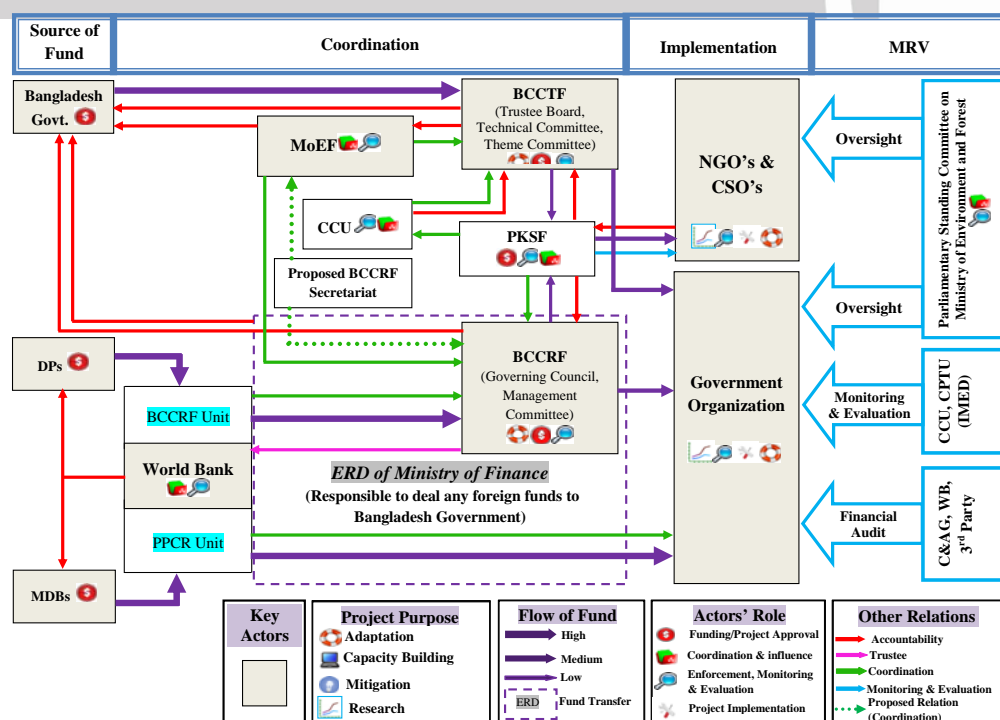 Source of
Fund
Coordination
Implementation
MRV
Bangladesh
Govt.
BCCTF
(Trustee Board,
Technical Committee,
Theme Committee)
MoEF
CCU
PKSF
Proposed BCCRF
Secretariat
NGO's &
CSO's
Oversight
Parliamentary Standing Committee on
Ministry of Environment and Forest
Oversight
DPs
BCCRF Unit
World Bank
PPCR Unit
MDBs
BCCRF
(Governing Council,
Management
Committee)
ERD of Ministry of Finance
(Responsible to deal any foreign funds to
Bangladesh Government)
Government
Organization
Monitoring
& Evaluation
CCU, CPTU
(IMED)
Financial
Audit
C&AG, WB,
3rd Party
Key
Actors
Project Purpose
Adaptation
Capacity Building
Mitigation
Research
Flow of Fund
High
Medium
Low
ERD
Fund Transfer
Actors' Role
Funding/Project Approval
Coordination & influence
Enforcement, Monitoring
& Evaluation
Project Implementation
Other Relations
Accountability
Trustee
Coordination
Monitoring & Evaluation
Proposed Relation
(Coordination)